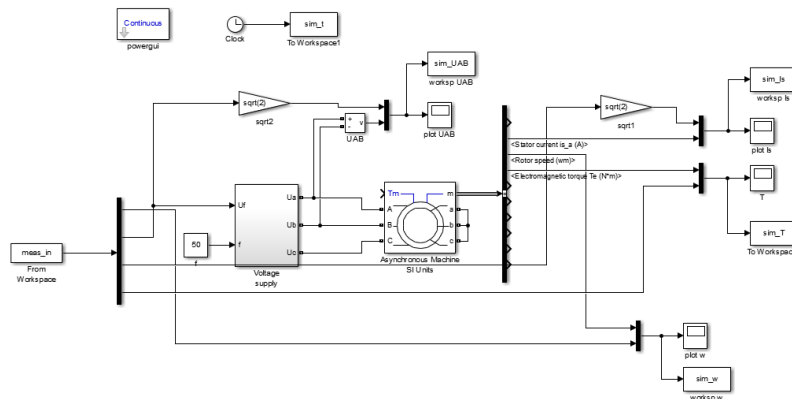 Continuous
powergui
Clock
sim_t
To Workspace1
sqrt(2)
sqrt2
+
-
v
UAB
sim_UAB
worksp UAB
plot UAB
sqrt(2)
sqrt1
sim_Is
worksp Is
plot Is
<Stator current is_a (A)>
<Rotor speed (wm)>
<Electromagnetic torque Te (N*m)>
T
sim_T
To Workspac
meas_in
From
Workspace
50
f
Uf
f
Ua
Ub
Uc
Voltage
supply
Tm
m
A
B
C
a
b
c
Asynchronous Machine
SI Units
plot w
sim_w
worksp w